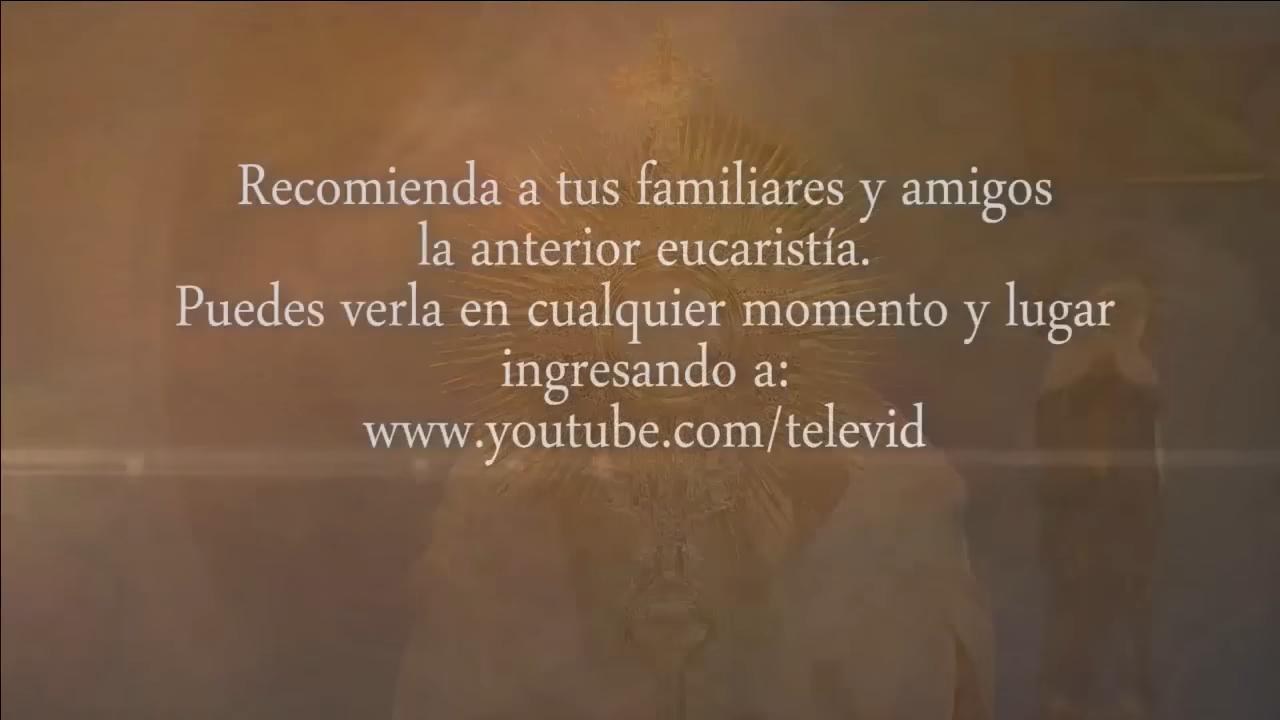 Recomienda a tus familiares y amigos
la anterior eucaristía.
Puedes verla en cualquier momento y lugar
ingresando a:
www.youtube.com/televid